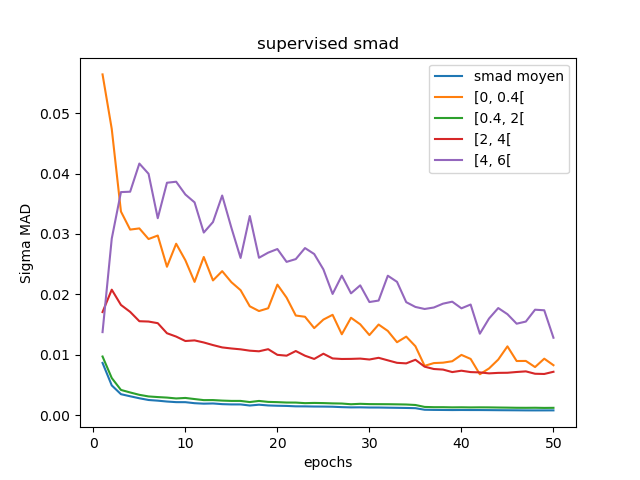 supervised smad
smad moyen
[0, 0.4[
[0.4, 2[
[2, 4[
[4, 6[
Sigma MAD
0.05
0.04
0.03
0.02
0.01
0.00
0 10 20 30 40 50
epochs